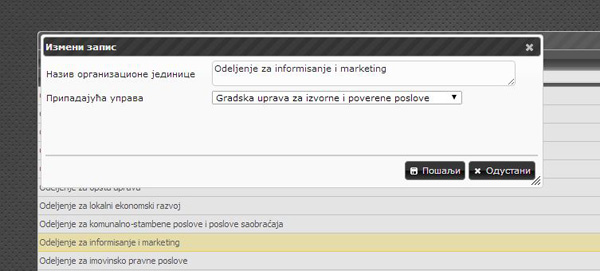 Измени запис
Назив организационе јединице
Odeljenje za informisanje i marketing
Припадајућа управа
Gradska uprava za izvorne i poverene poslove
Пошаљи
Одустани
Odeljenje za opštu upravu
Odeljenje za lokalni ekonomski razvoj
Odeljenje za komunalno-stambene poslove i poslove saobraćaja
Odeljenje za informisanje i marketing
Odeljenje za imovinsko pravne poslove